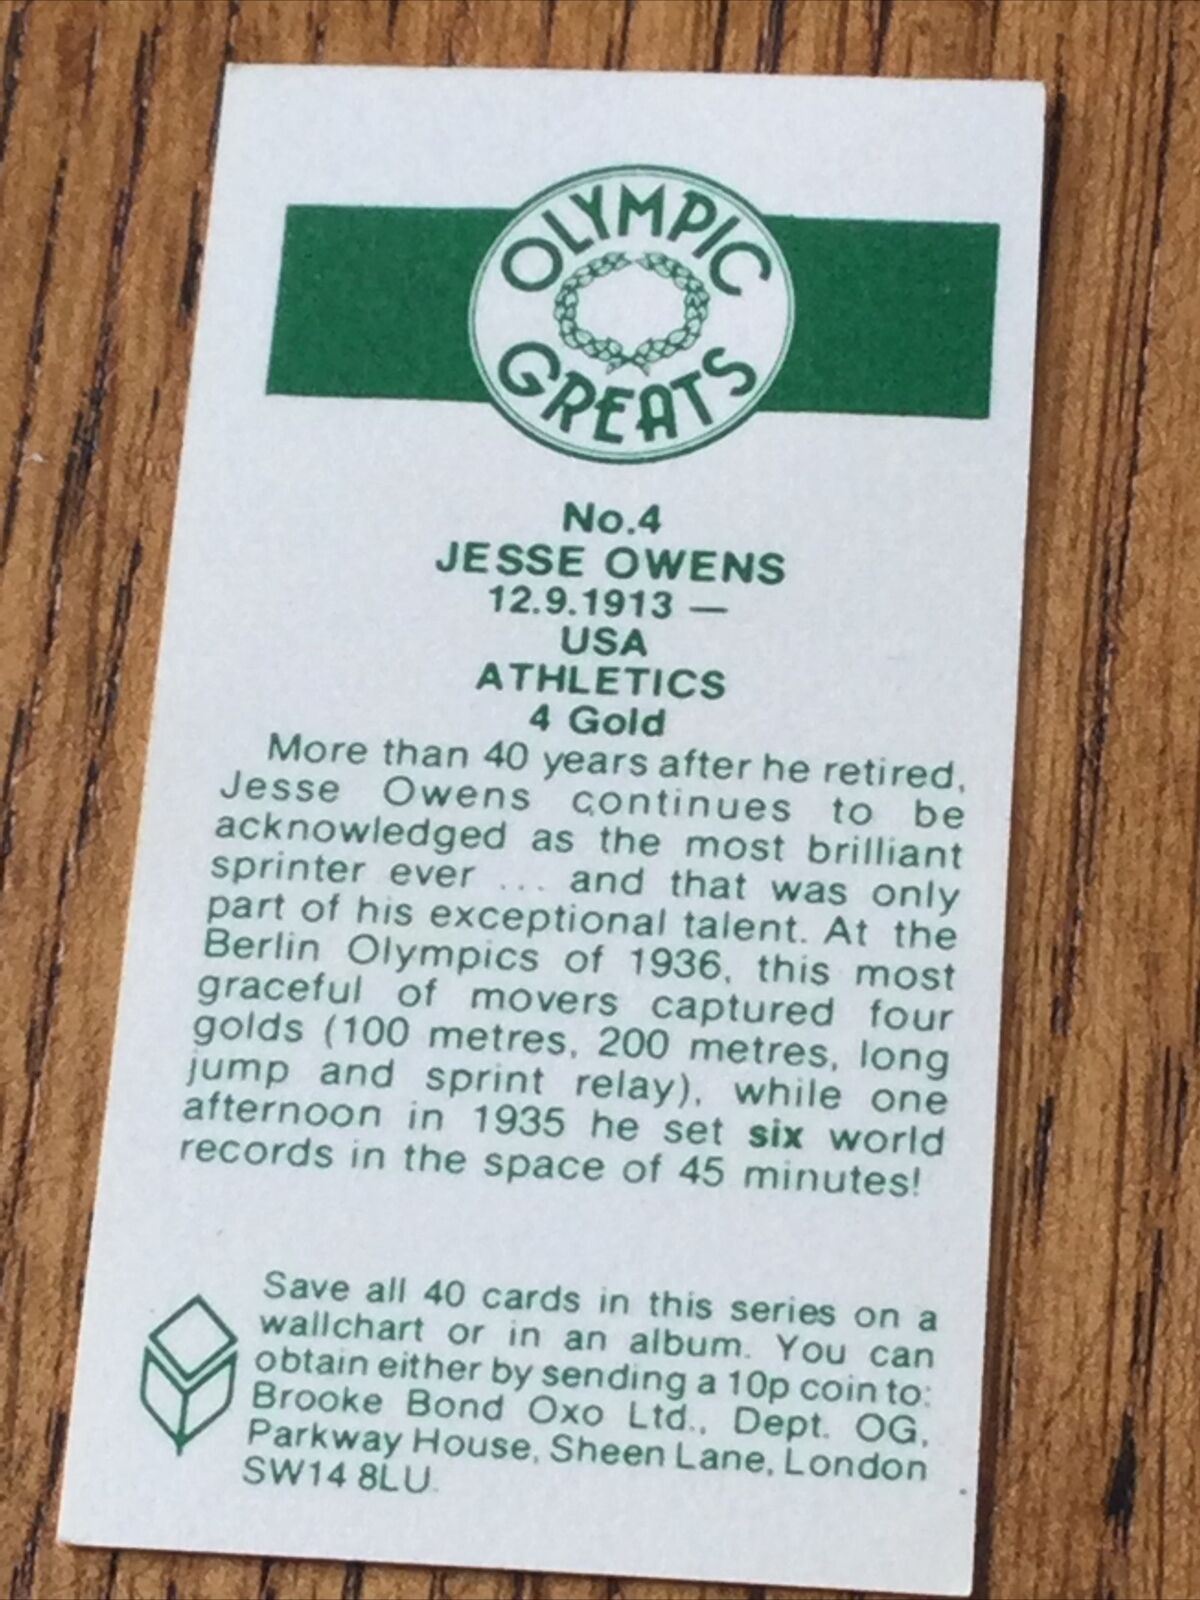 OLYMPIC
GREATS
No.4
JESSE OWENS
12.9.1913 —
USA
ATHLETICS
4 Gold
More than 40 years after he retired,
Jesse Owens continues to be
acknowledged as the most brilliant
sprinter ever ... and that was only
part of his exceptional talent. At the
Berlin Olympics of 1936, this most
graceful of movers captured four
golds (100 metres, 200 metres, long
jump and sprint relay), while one
afternoon in 1935 he set six world
records in the space of 45 minutes!
Save all 40 cards in this series on a
wallchart or in an album. You can
obtain either by sending a 10p coin to:
Brooke Bond Oxo Ltd., Dept. OG,
Parkway House, Sheen Lane, London
SW14 8LU.